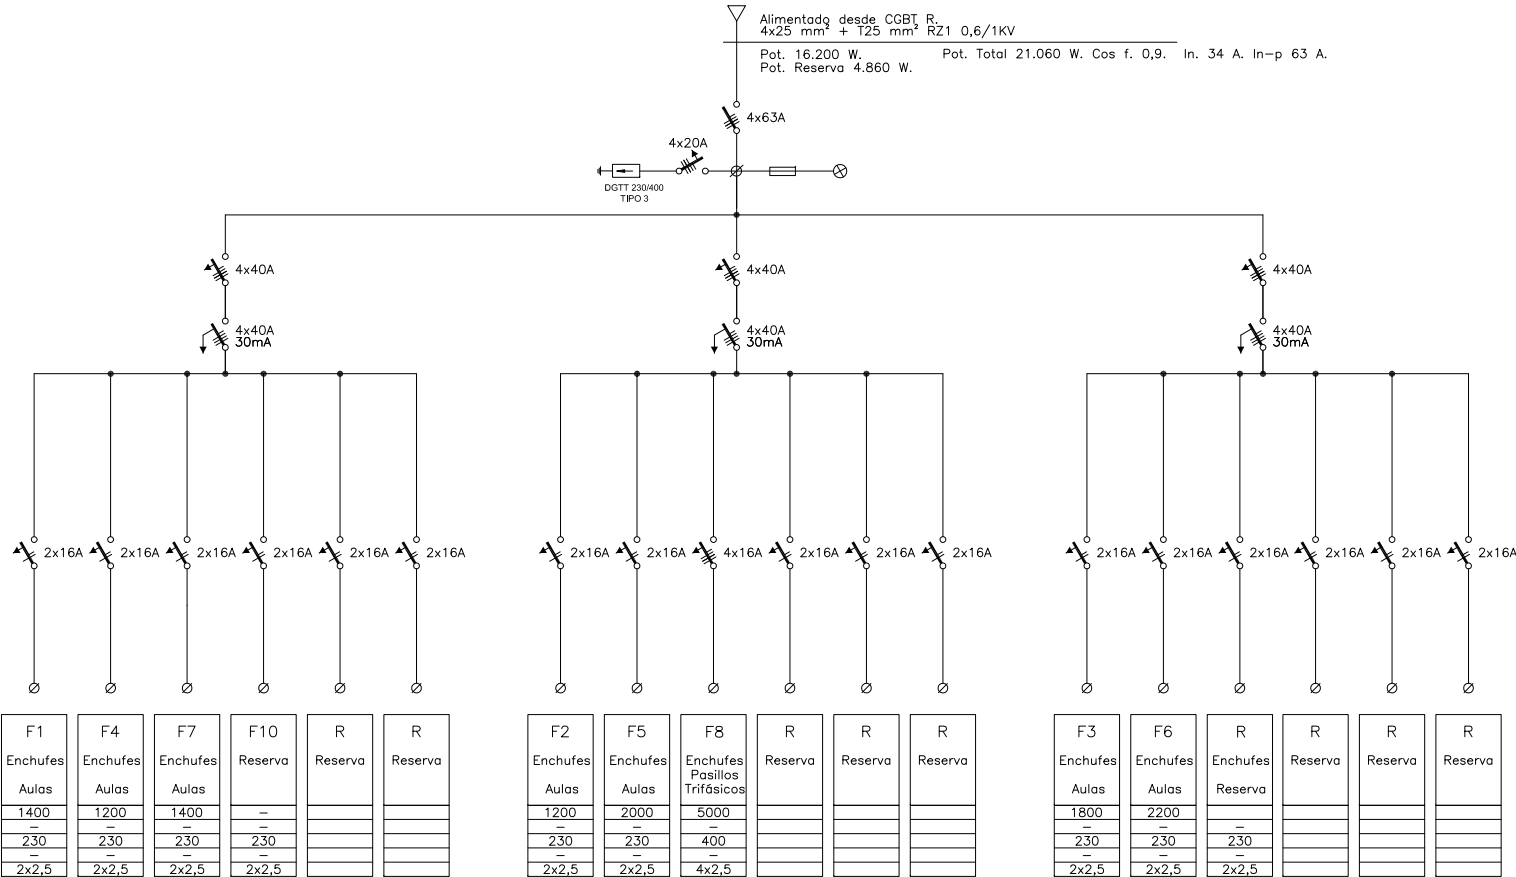 Alimentado desde CGBT R.
4x25 mm² + T25 mm² RZ1 0,6/1KV
Pot. 16.200 W. Pot. Total 21.060 W. Cos f. 0,9. In. 34 A. In-p 63 A.
Pot. Reserva 4.860 W.
4x63A
4x20A
DGTT 230/400
TIPO 3
4x40A 4x40A 4x40A
4x40A 4x40A 4x40A
30mA 30mA 30mA
2x16A 2x16A 2x16A 2x16A 2x16A 2x16A 2x16A 2x16A 4x16A 2x16A 2x16A 2x16A 2x16A 2x16A 2x16A 2x16A 4x16A 2x16A
F1 F4 F7 F10 R R F2 F5 F8 R R R F3 F6 R R R R
Enchufes Enchufes Enchufes Reserva Reserva Reserva Enchufes Enchufes Enchufes Reserva Reserva Reserva Enchufes Enchufes Enchufes Reserva Reserva Reserva
Pasillos
Aulas Aulas Aulas Aulas Aulas Trifásicos Aulas Aulas Reserva
1400 1200 1400 – 1200 2000 5000 1800 2200
– – – – – – – – –
230 230 230 230 230 230 400 230 230 230
– – – – – – – – – –
2x2,5 2x2,5 2x2,5 2x2,5 2x2,5 2x2,5 4x2,5 2x2,5 2x2,5 2x2,5